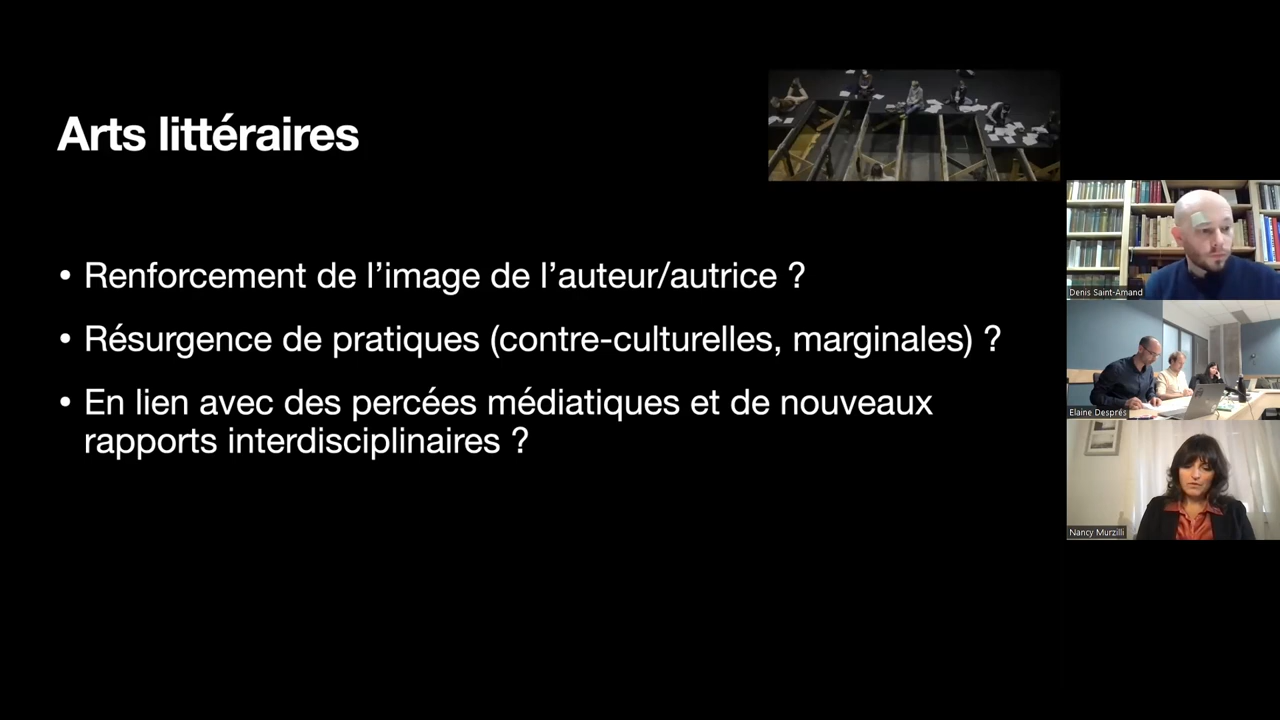 Arts littéraires
• Renforcement de l’image de l’auteur/autrice ?
• Résurgence de pratiques (contre-culturelles, marginales) ?
• En lien avec des percées médiatiques et de nouveaux
rapports interdisciplinaires ?
Denis Saint-Amand
Elaine Després
Nancy Murzilli